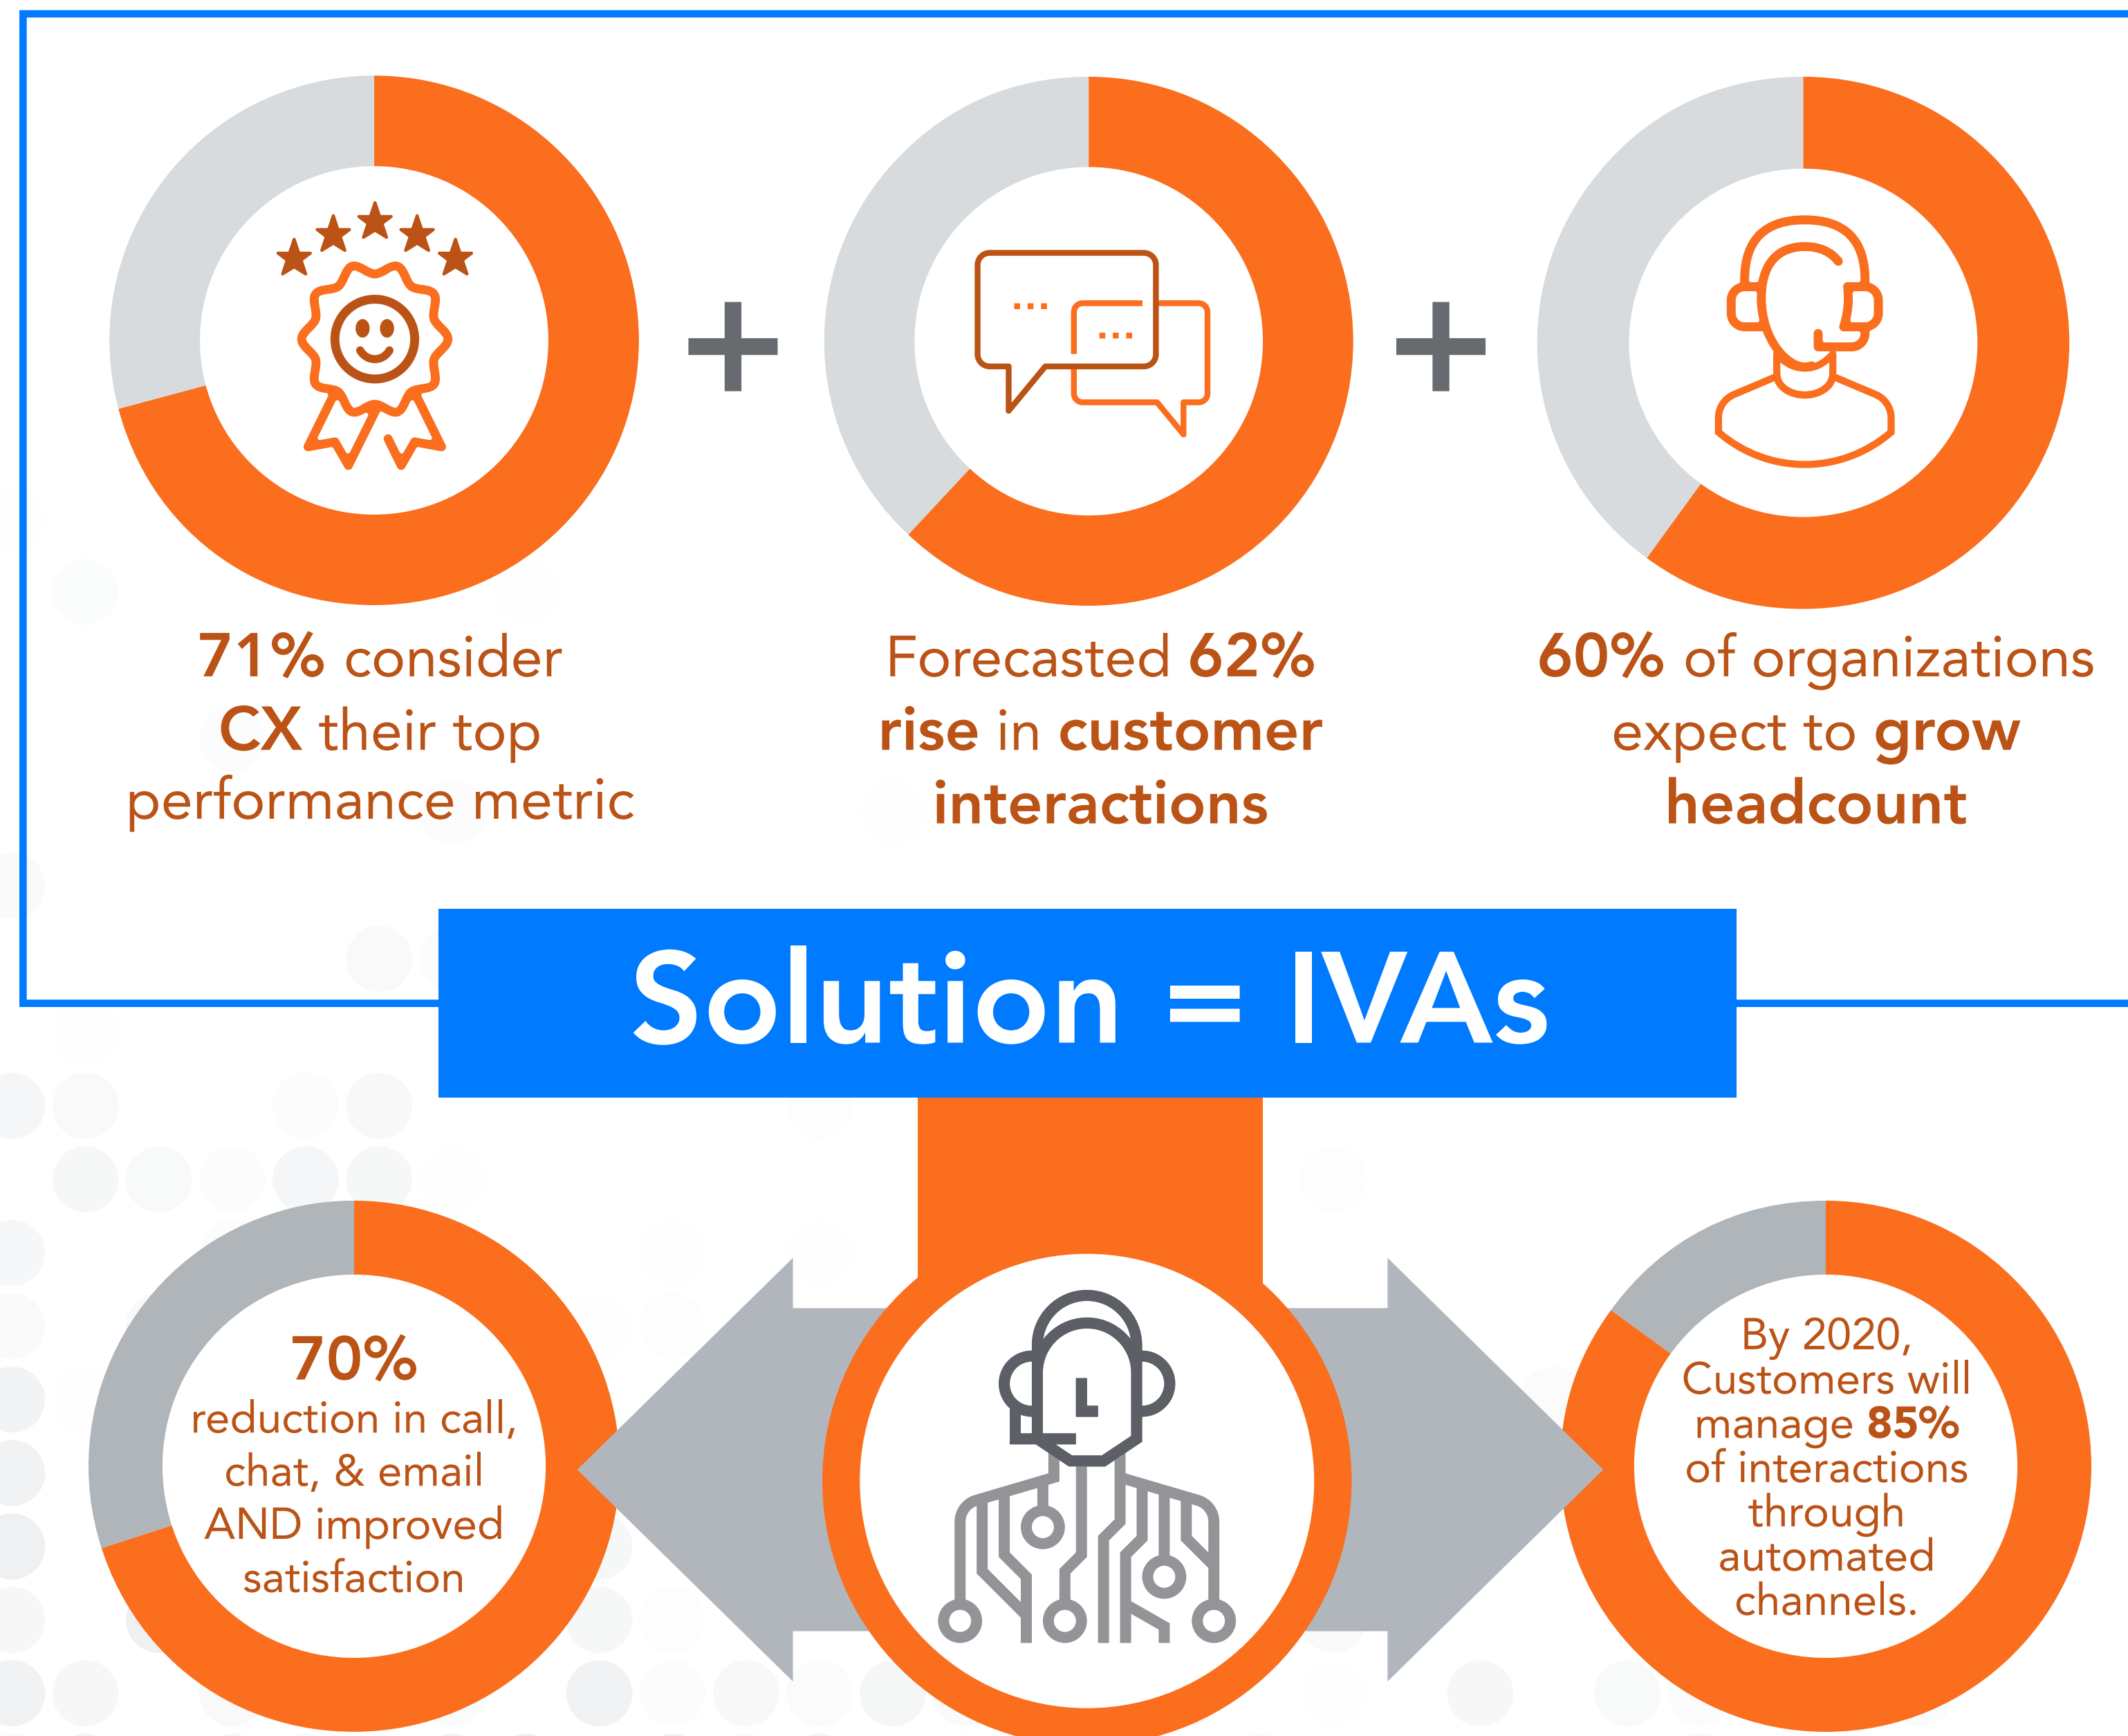 71% consider
CX their top
performance metric
Forecasted 62%
rise in customer
interactions
60% of organizations
expect to grow
headcount
Solution = IVAs
70%
reduction in call,
chat, & email
AND improved
satisfaction
By 2020,
Customers will
manage 85%
of interactions
through
automated
channels.